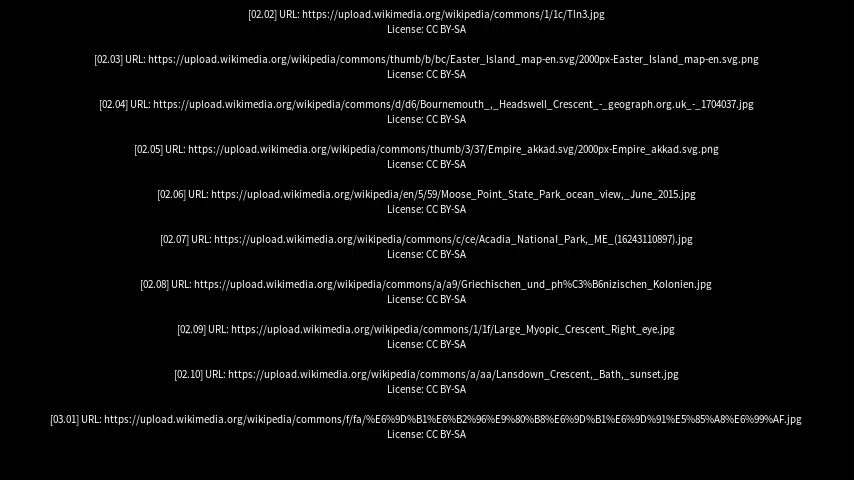 [02.02] URL: https://upload.wikimedia.org/wikipedia/commons/1/1c/Tln3.jpg
License: CC BY-SA
[02.03] URL: https://upload.wikimedia.org/wikipedia/commons/thumb/b/bc/Easter_Island_map-en.svg/2000px-Easter_Island_map-en.svg.png
License: CC BY-SA
[02.04] URL: https://upload.wikimedia.org/wikipedia/commons/d/d6/Bournemouth_,_Headswell_Crescent_-_geograph.org.uk_-_1704037.jpg
License: CC BY-SA
[02.05] URL: https://upload.wikimedia.org/wikipedia/commons/thumb/3/37/Empire_akkad.svg/2000px-Empire_akkad.svg.png
License: CC BY-SA
[02.06] URL: https://upload.wikimedia.org/wikipedia/en/5/59/Moose_Point_State_Park_ocean_view,_June_2015.jpg
License: CC BY-SA
[02.07] URL: https://upload.wikimedia.org/wikipedia/commons/c/ce/Acadia_National_Park,_ME_(16243110897).jpg
License: CC BY-SA
[02.08] URL: https://upload.wikimedia.org/wikipedia/commons/a/a9/Griechischen_und_ph%C3%B6nizischen_Kolonien.jpg
License: CC BY-SA
[02.09] URL: https://upload.wikimedia.org/wikipedia/commons/1/1f/Large_Myopic_Crescent_Right_eye.jpg
License: CC BY-SA
[02.10] URL: https://upload.wikimedia.org/wikipedia/commons/a/aa/Lansdown_Crescent,_Bath,_sunset.jpg
License: CC BY-SA
[03.01] URL: https://upload.wikimedia.org/wikipedia/commons/f/fa/%E6%9D%B1%E6%B2%96%E9%80%B8%E6%9D%B1%E6%9D%91%E5%85%A8%E6%99%AF.jpg
License: CC BY-SA